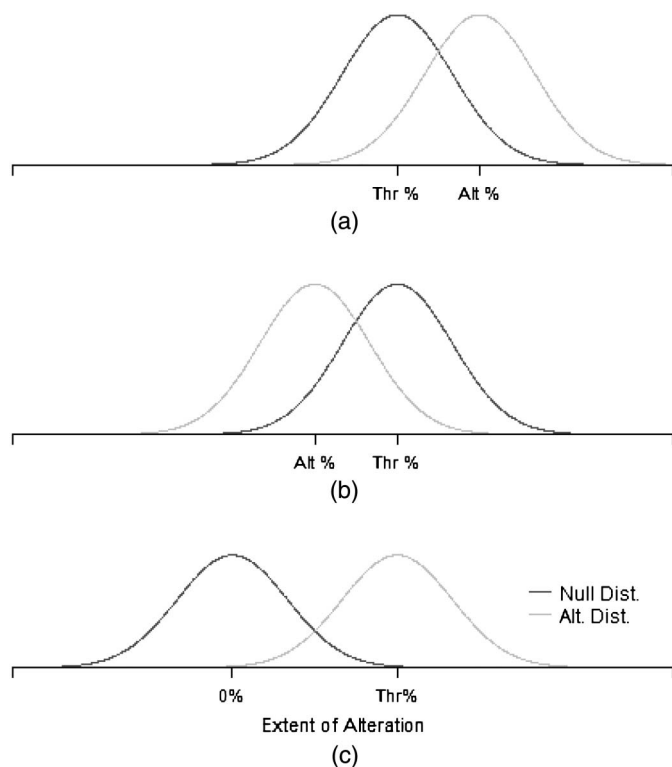 Thr % Alt %
(a)
Alt % Thr %
(b)
Null Dist.
Alt. Dist.
0% Thr%
Extent of Alteration
(c)